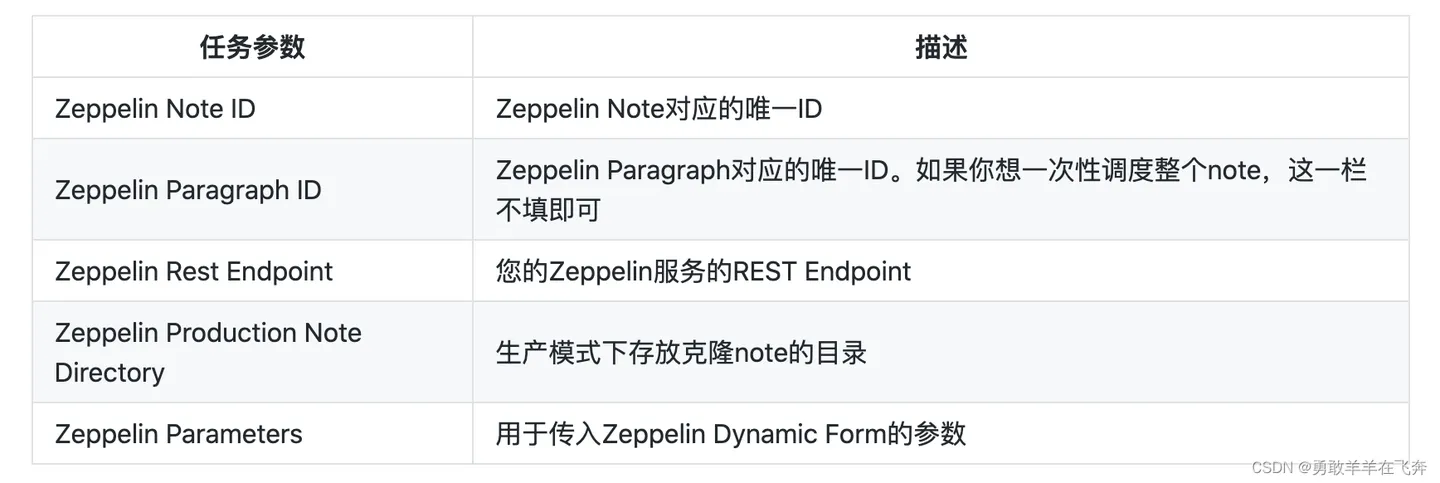 任务参数
描述
Zeppelin Note ID
Zeppelin Note对应的唯一ID
Zeppelin Paragraph ID
Zeppelin Paragraph对应的唯一ID。如果你想一次性调度整个note，这一栏
不填即可
Zeppelin Rest Endpoint
您的Zeppelin服务的REST Endpoint
Zeppelin Production Note
Directory
生产模式下存放克隆note的目录
Zeppelin Parameters
用于传入Zeppelin Dynamic Form的参数
CSDN @勇敢羊羊在飞奔